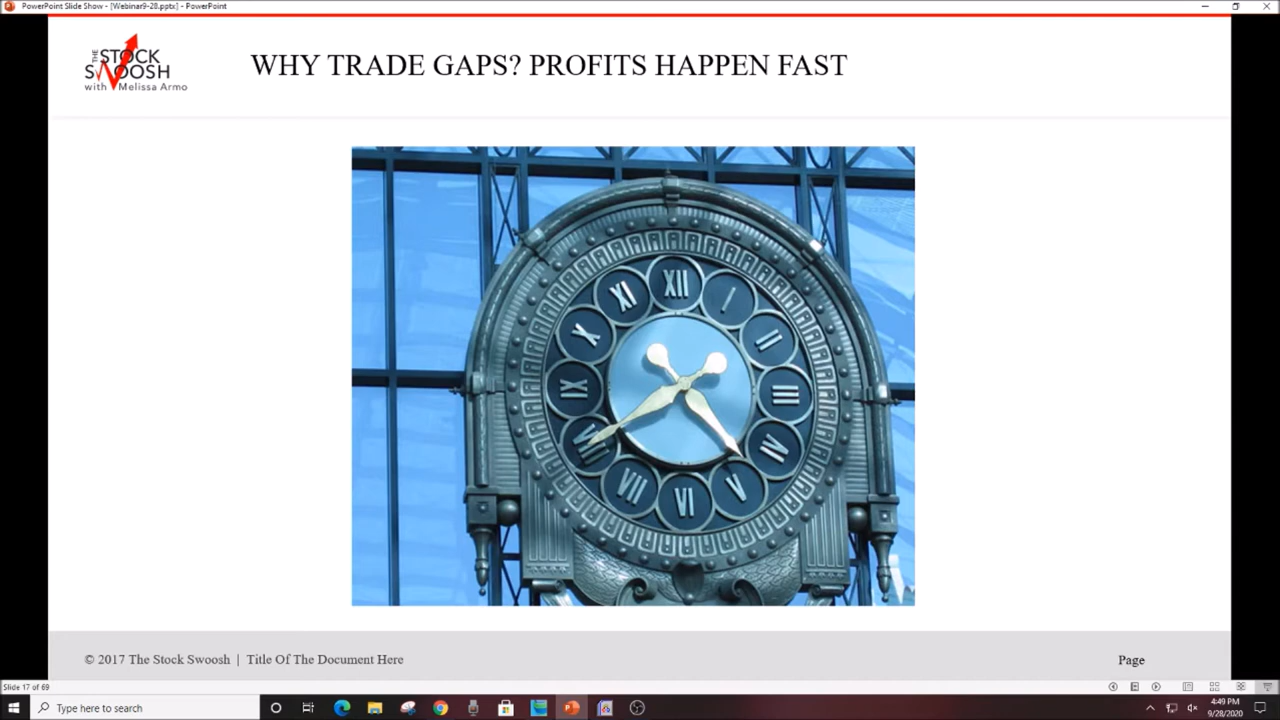 PowerPoint Slide Show - [Webinar9-28.pptx] - PowerPoint
THE STOCK
SWOOSH
with Melissa Armo
WHY TRADE GAPS? PROFITS HAPPEN FAST
XII
I
II
III
IV
V
VI
VII
VIII
IX
X
XI
© 2017 The Stock Swoosh | Title Of The Document Here
Page
Slide 17 of 69
Type here to search
4:49 PM
9/28/2020